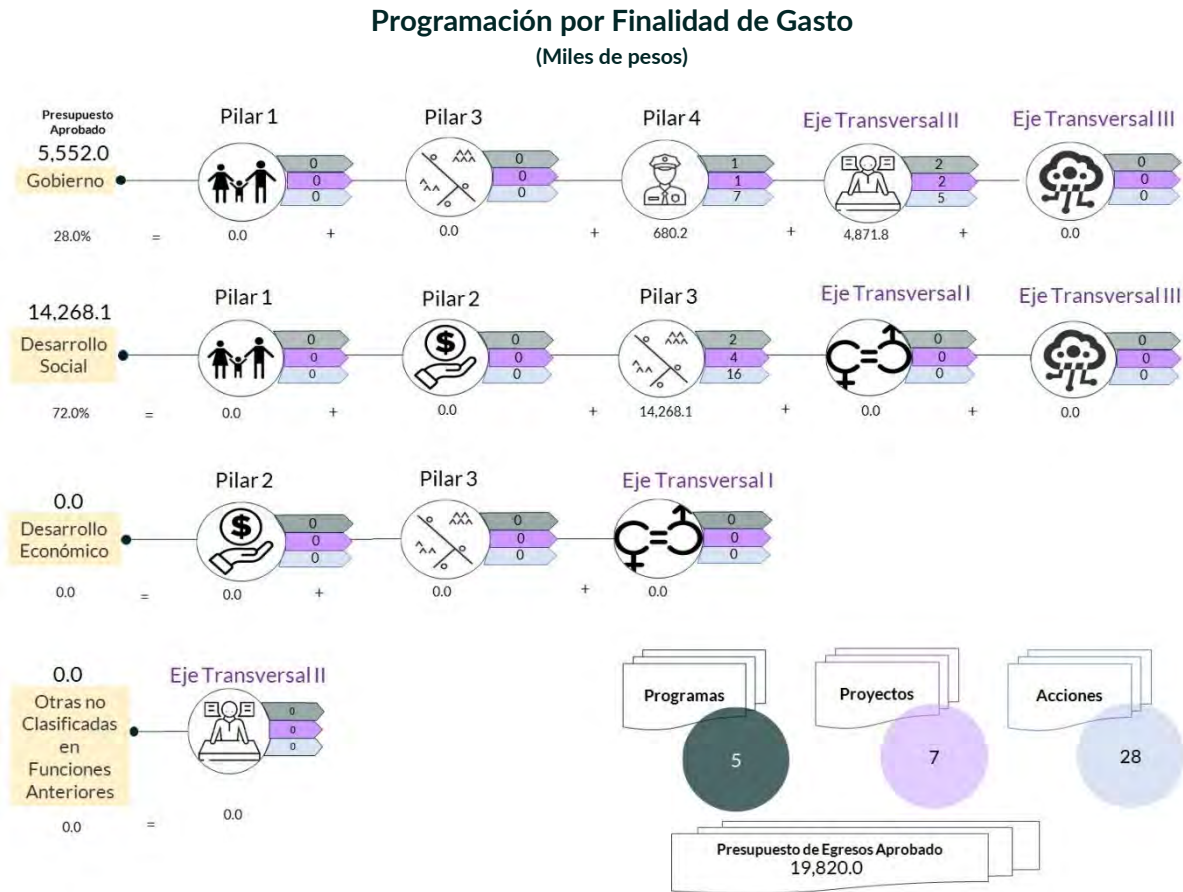 Programación por Finalidad de Gasto
(Miles de pesos)
Presupuesto
Aprobado
5,552.0
Gobierno
28.0%
=
Pilar 1
0
0
0
0.0
+
Pilar 3
0
0
0
0.0
+
Pilar 4
1
1
7
680.2
+
Eje Transversal II
2
2
5
4,871.8
+
Eje Transversal III
0
0
0
0.0
14,268.1
Desarrollo
Social
72.0%
=
Pilar 1
0
0
0
0.0
+
Pilar 2
0
0
0
0.0
+
Pilar 3
2
4
16
14,268.1
+
Eje Transversal I
0
0
0
0.0
+
Eje Transversal III
0
0
0
0.0
0.0
Desarrollo
Económico
0.0
=
Pilar 2
0
0
0
0.0
+
Pilar 3
0
0
0
0.0
+
Eje Transversal I
0
0
0
0.0
0.0
Otras no
Clasificadas
en
Funciones
Anteriores
0.0
=
Eje Transversal II
0
0
0
0.0
Programas
5
Proyectos
7
Acciones
28
Presupuesto de Egresos Aprobado
19,820.0